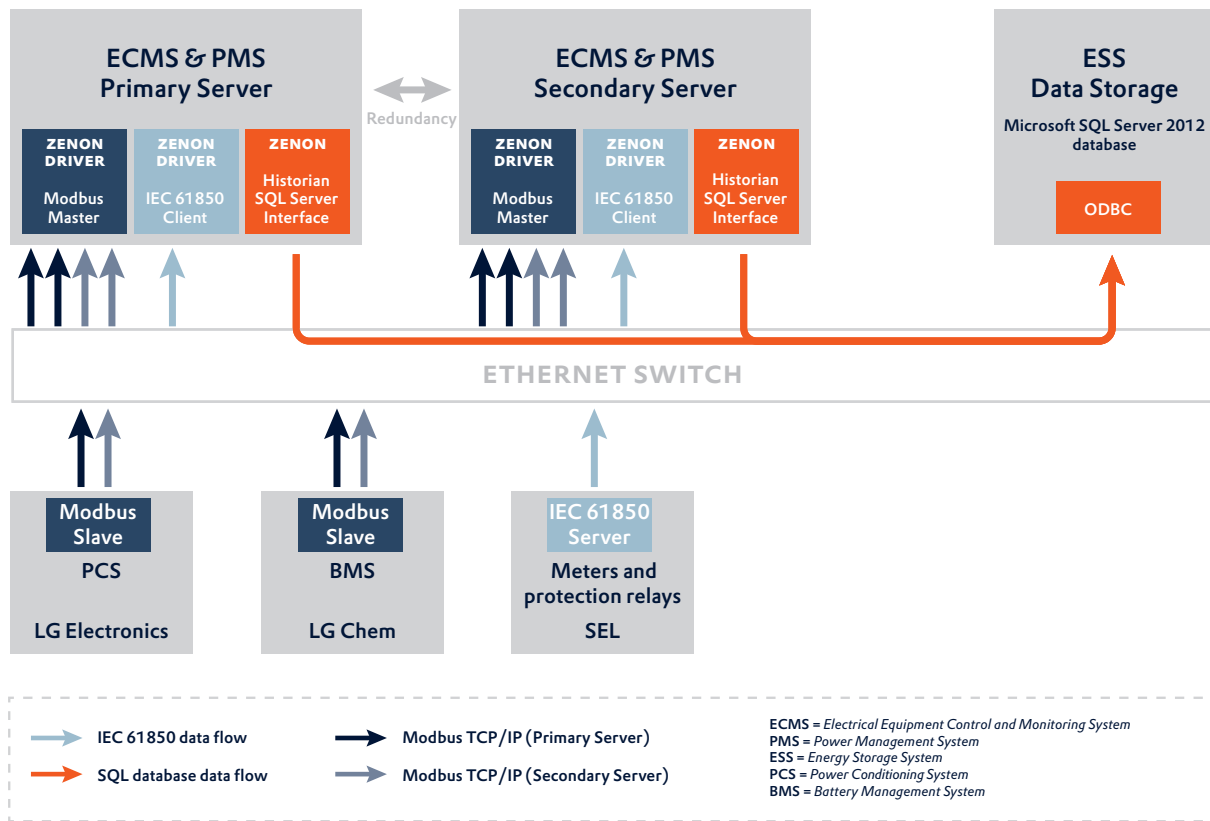 ECMS & PMS
Primary Server
ZENON
DRIVER
Modbus
Master
ZENON
DRIVER
IEC 61850
Client
ZENON
Historian
SQL Server
Interface
Redundancy
ECMS & PMS
Secondary Server
ZENON
DRIVER
Modbus
Master
ZENON
DRIVER
IEC 61850
Client
ZENON
Historian
SQL Server
Interface
ESS
Data Storage
Microsoft SQL Server 2012
database
ODBC
ETHERNET SWITCH
Modbus
Slave
PCS
LG Electronics
Modbus
Slave
BMS
LG Chem
IEC 61850
Server
Meters and
protection relays
SEL
IEC 61850 data flow
SQL database data flow
Modbus TCP/IP (Primary Server)
Modbus TCP/IP (Secondary Server)
ECMS = Electrical Equipment Control and Monitoring System
PMS = Power Management System
ESS = Energy Storage System
PCS = Power Conditioning System
BMS = Battery Management System